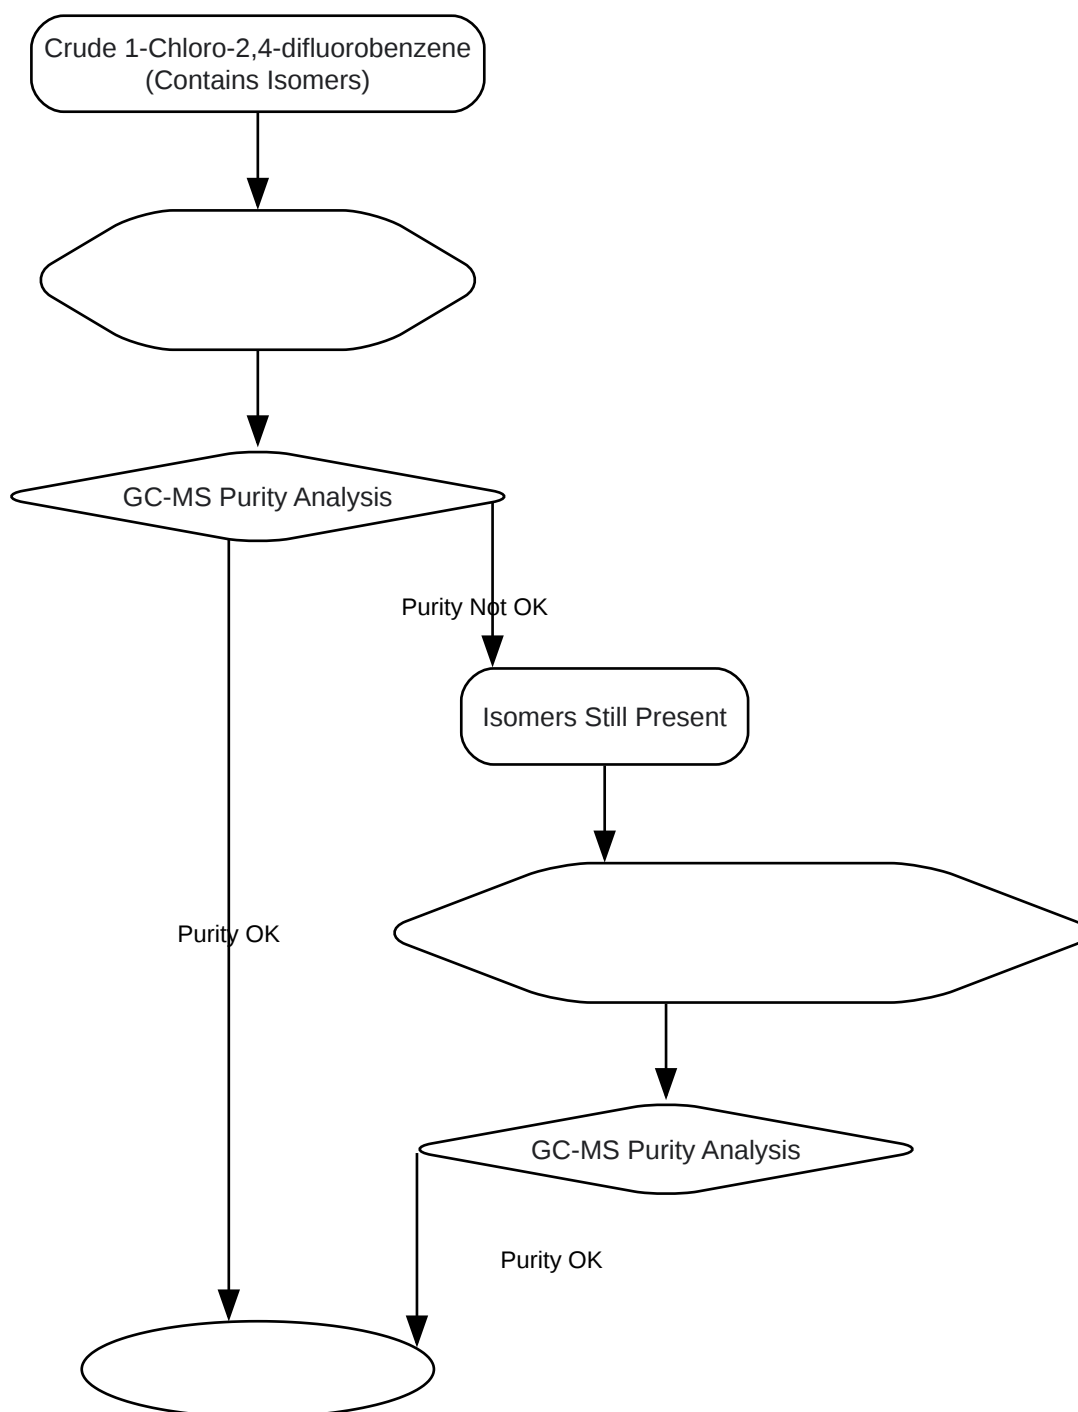 Crude 1-Chloro-2,4-difluorobenzene
(Contains Isomers)
GC-MS Purity Analysis
Purity Not OK
Isomers Still Present
Purity OK
GC-MS Purity Analysis
Purity OK